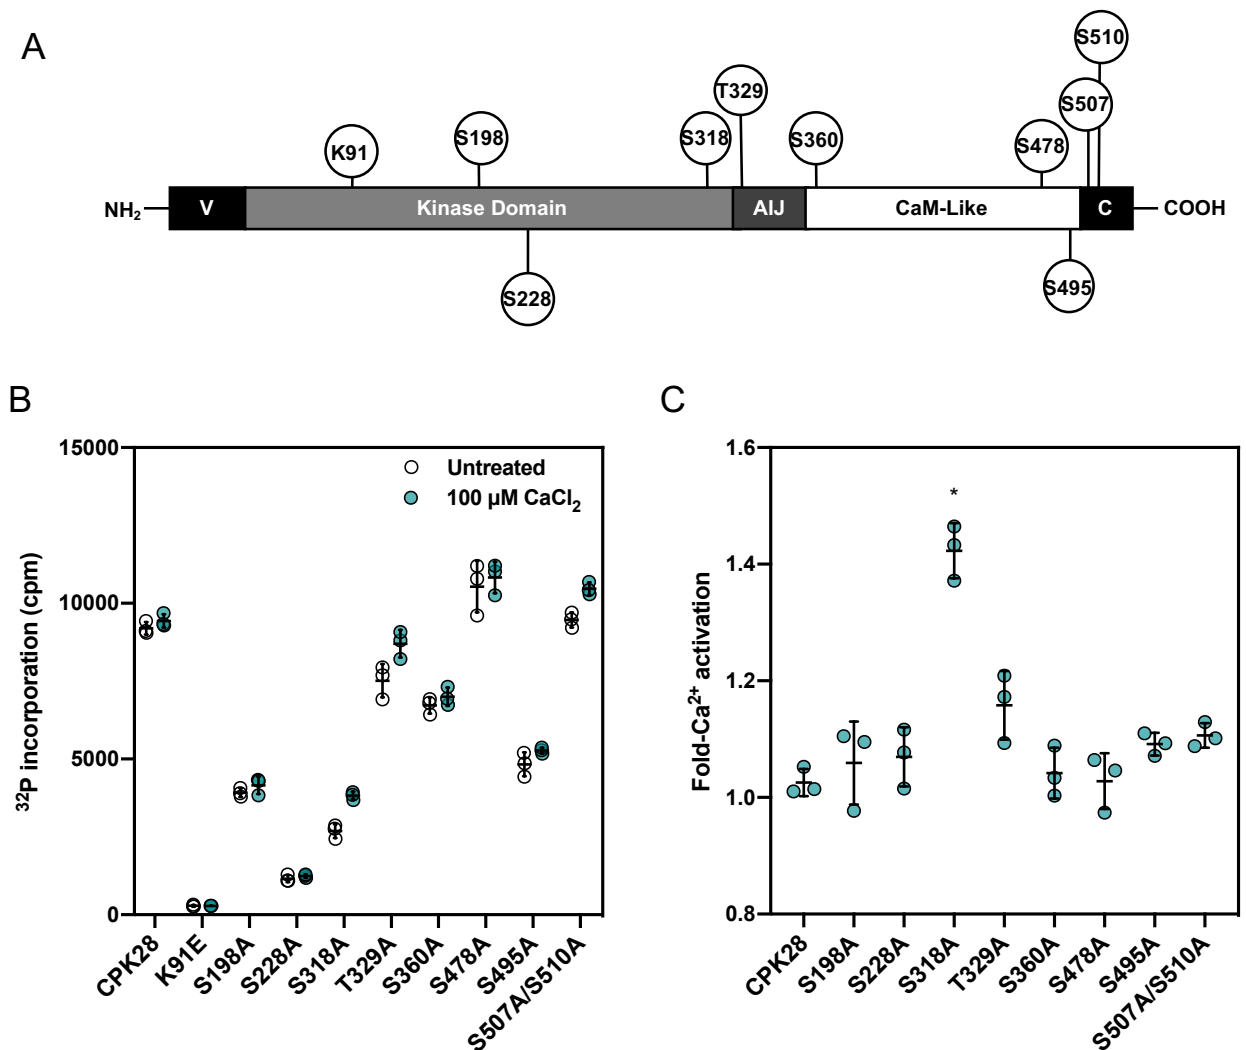 A
S510
T329
S507
K91
S198
S318
S360
S478
NH2
V
Kinase Domain
AIJ
CaM-Like
C
COOH
S228
S495
B
C
15000
10000
5000
0
32P incorporation (cpm)
Untreated
100 µM CaCl2
CPK28
K91E
S198A
S228A
S318A
T329A
S360A
S478A
S495A
S507A/S510A
1.6
1.4
1.2
1.0
0.8
Fold-Ca2+ activation
*
CPK28
S198A
S228A
S318A
T329A
S360A
S478A
S495A
S507A/S510A